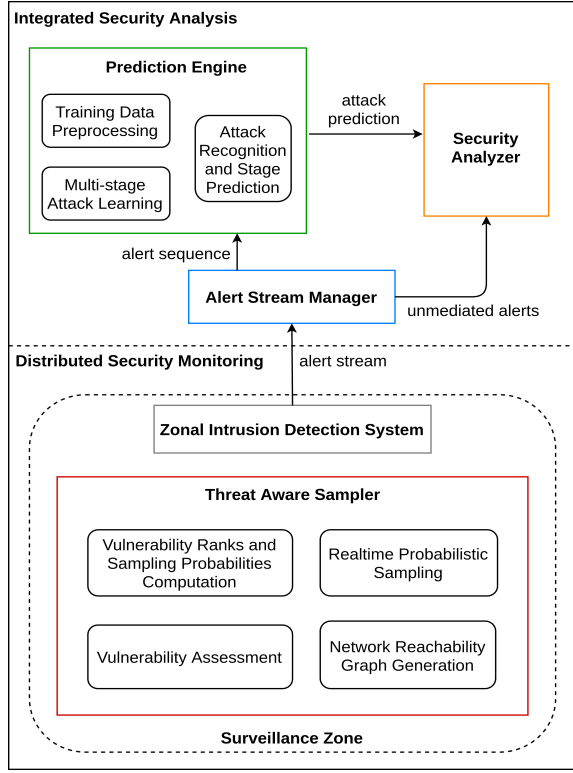 Integrated Security Analysis
Prediction Engine
Training Data
Preprocessing
Multi-stage
Attack Learning
Attack
Recognition
and Stage
Prediction
attack
prediction
Security
Analyzer
alert sequence
Alert Stream Manager
unmediated alerts
Distributed Security Monitoring
alert stream
Zonal Intrusion Detection System
Threat Aware Sampler
Vulnerability Ranks and
Sampling Probabilities
Computation
Realtime Probabilistic
Sampling
Vulnerability Assessment
Network Reachability
Graph Generation
Surveillance Zone